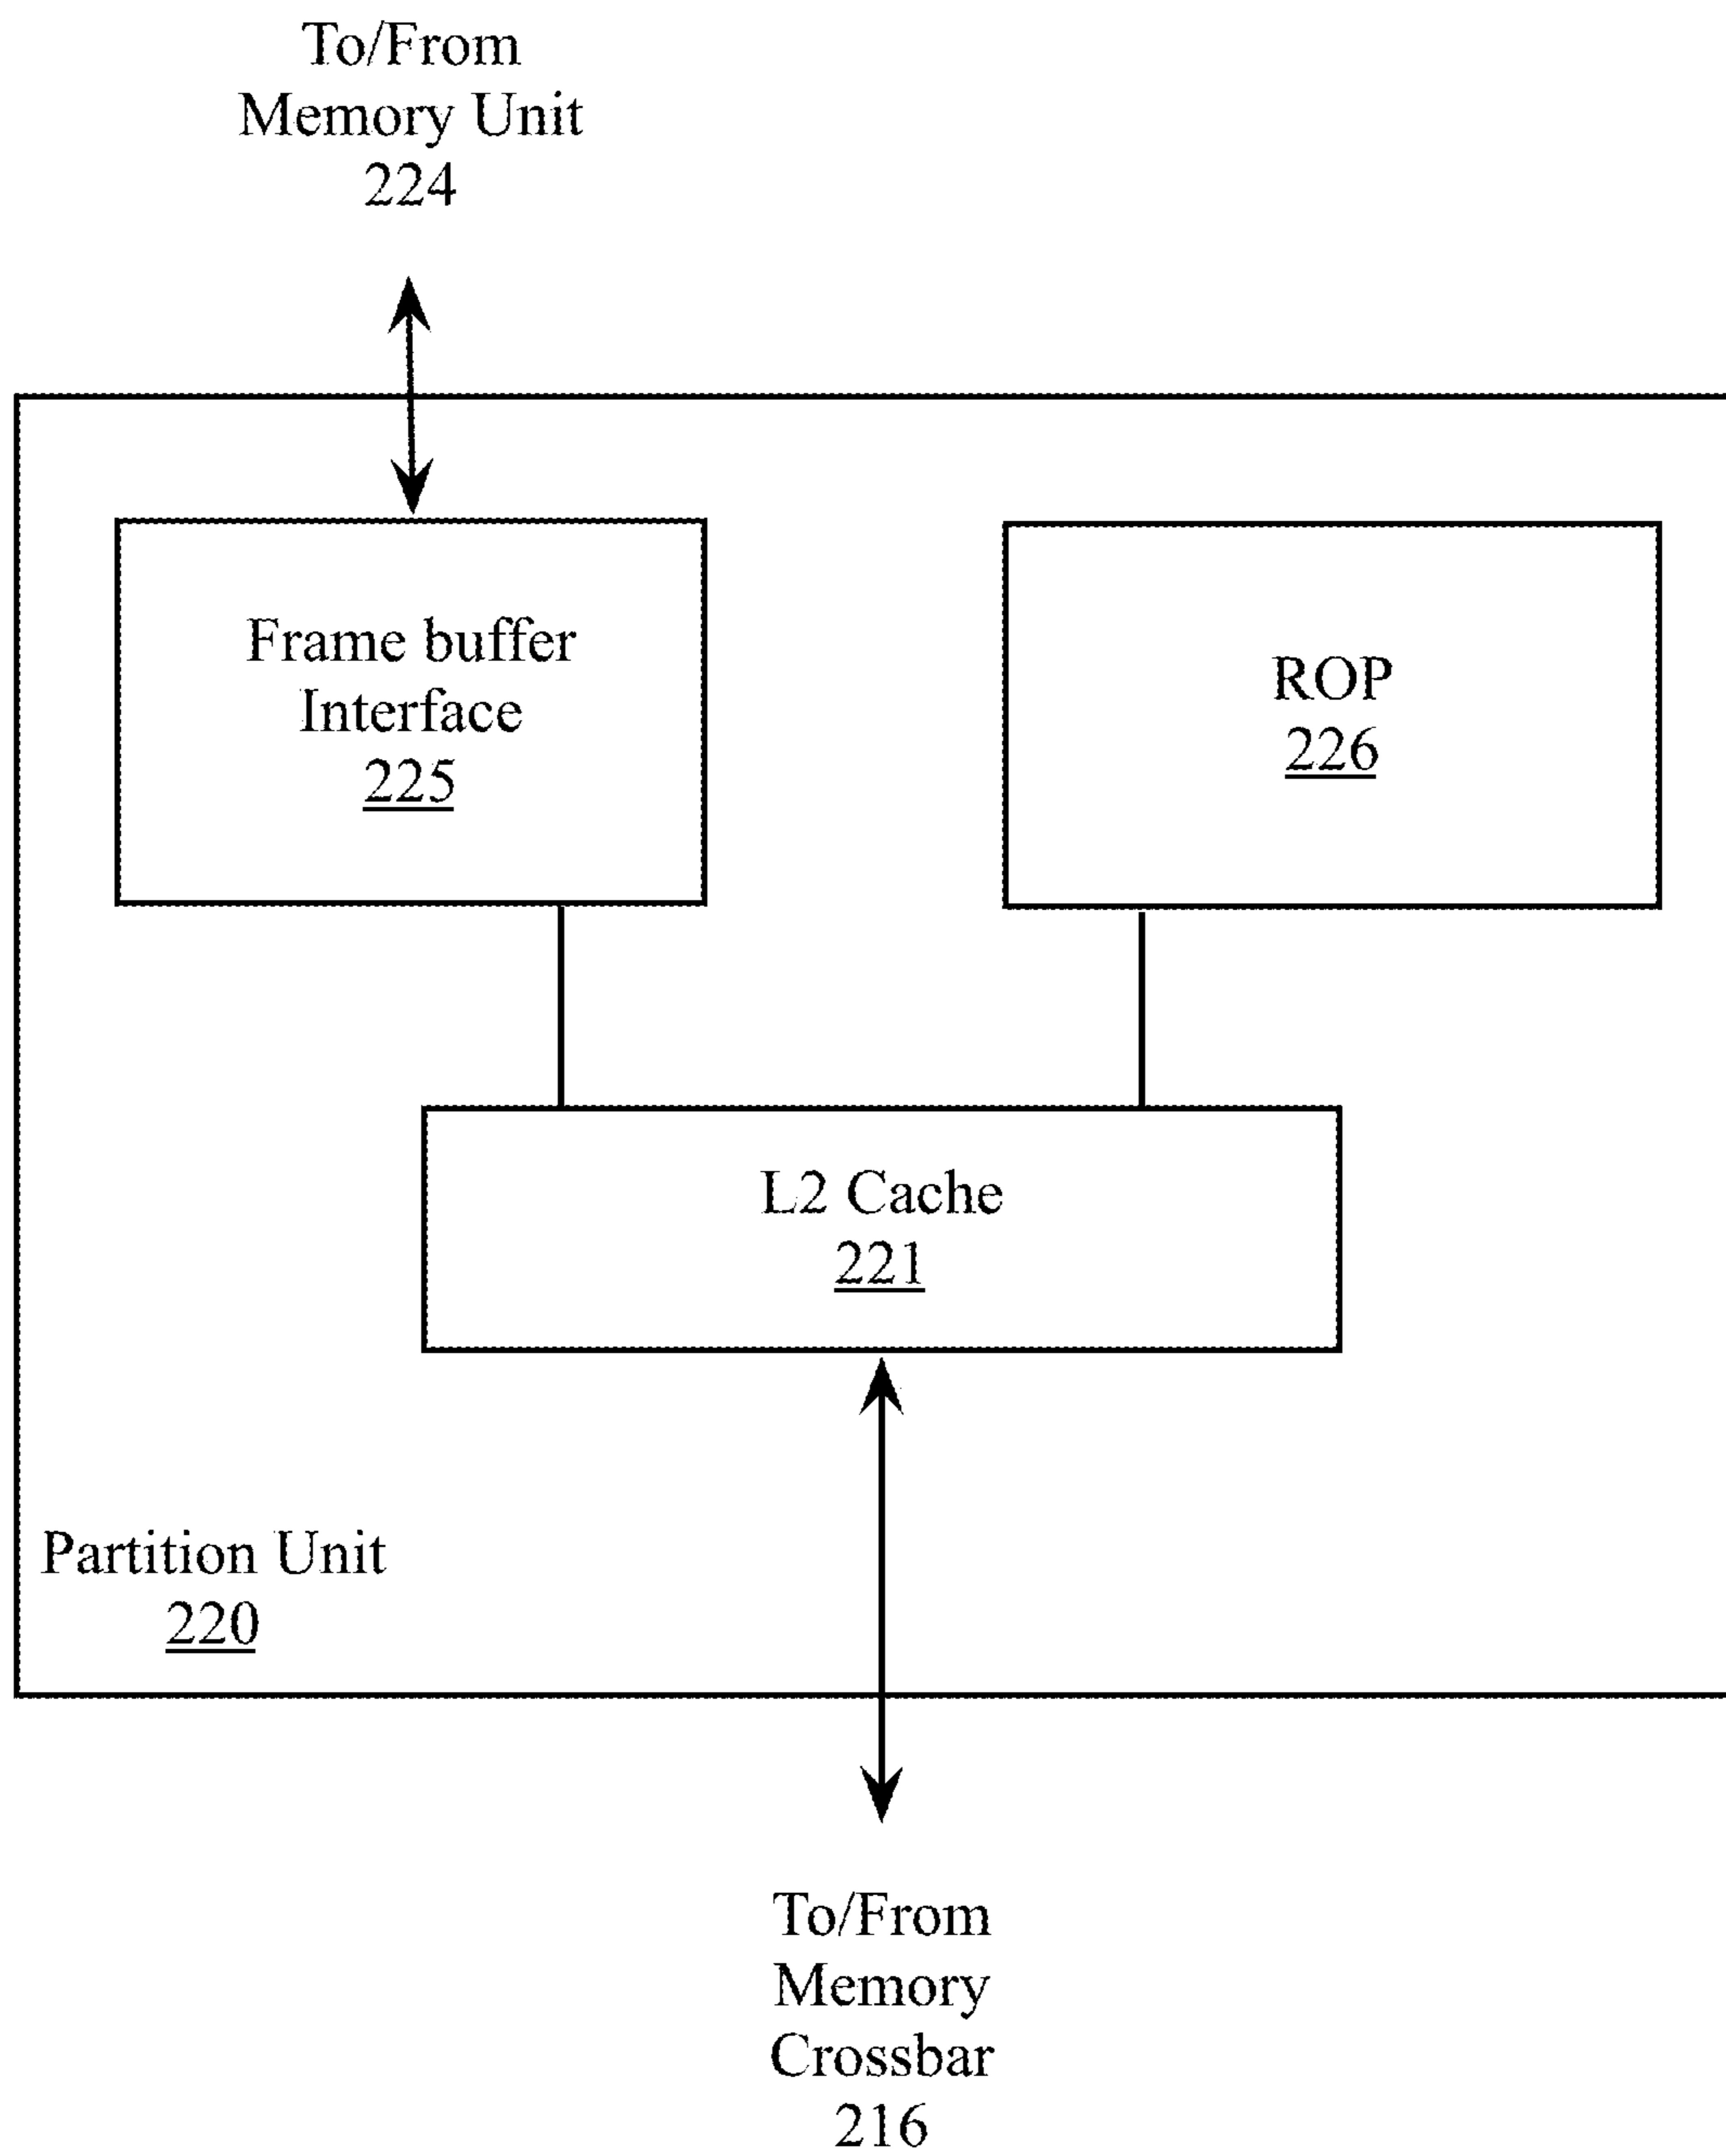 To/From
Memory Unit
224
Frame buffer
Interface
225
ROP
226
L2 Cache
221
Partition Unit
220
To/From
Memory
Crossbar
216